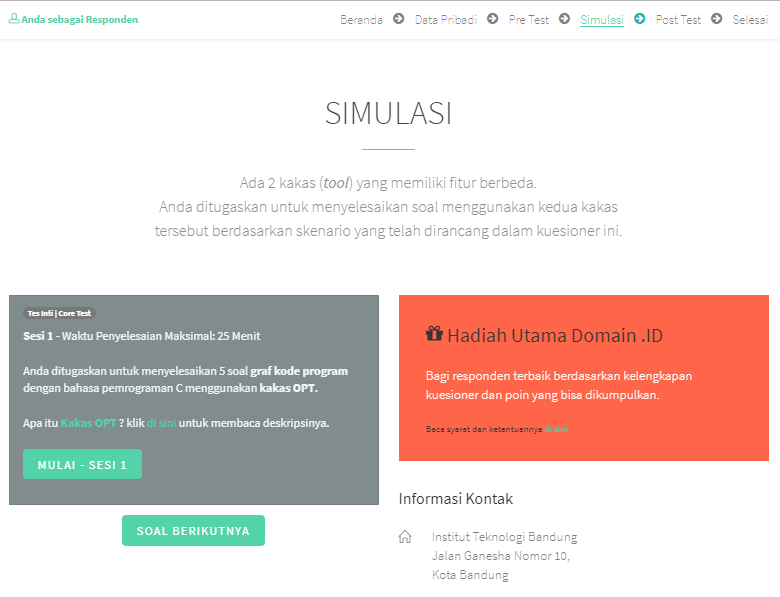 Anda sebagai Responden
Beranda Data Pribadi Pre Test Simulasi Post Test Selesai
SIMULASI
Ada 2 kakas (tool) yang memiliki fitur berbeda.
Anda ditugaskan untuk menyelesaikan soal menggunakan kedua kakas
tersebut berdasarkan skenario yang telah dirancang dalam kuesioner ini.
Tes Inti | Core Test
Sesi 1 - Waktu Penyelesaian Maksimal: 25 Menit
Anda ditugaskan untuk menyelesaikan 5 soal graf kode program
dengan bahasa pemrograman C menggunakan kakas OPT.
Apa itu Kakas OPT ? klik di sini untuk membaca deskripsinya.
MULAI - SESI 1
SOAL BERIKUTNYA
Hadiah Utama Domain .ID
Bagi responden terbaik berdasarkan kelengkapan
kuesioner dan poin yang bisa dikumpulkan.
Baca syarat dan ketentuannya di sini
Informasi Kontak
Institut Teknologi Bandung
Jalan Ganesha Nomor 10,
Kota Bandung